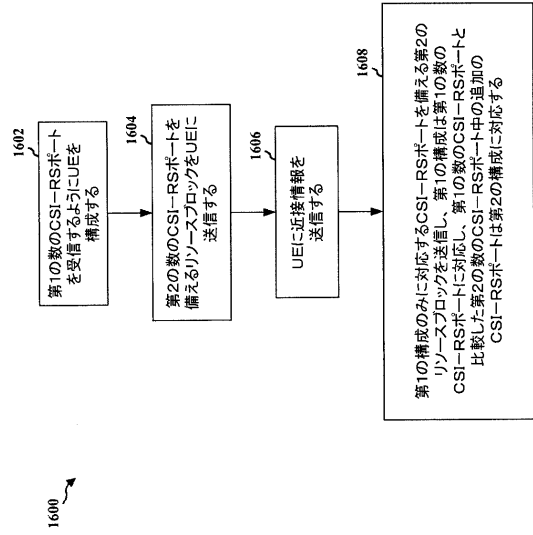 1600
1602
第1の数のCSI－RSポート
を受信するようにUEを
構成する
1604
第2の数のCSI－RSポートを
備えるリソースブロックをUEに
送信する
1606
UEに近接情報を
送信する
1608
第1の構成のみに対応するCSI－RSポートを備える第2の
リソースブロックを送信し、第1の構成は第1の数の
CSI－RSポートに対応し、第1の数のCSI－RSポートと
比較した第2の数のCSI－RSポート中の追加の
CSI－RSポートは第2の構成に対応する